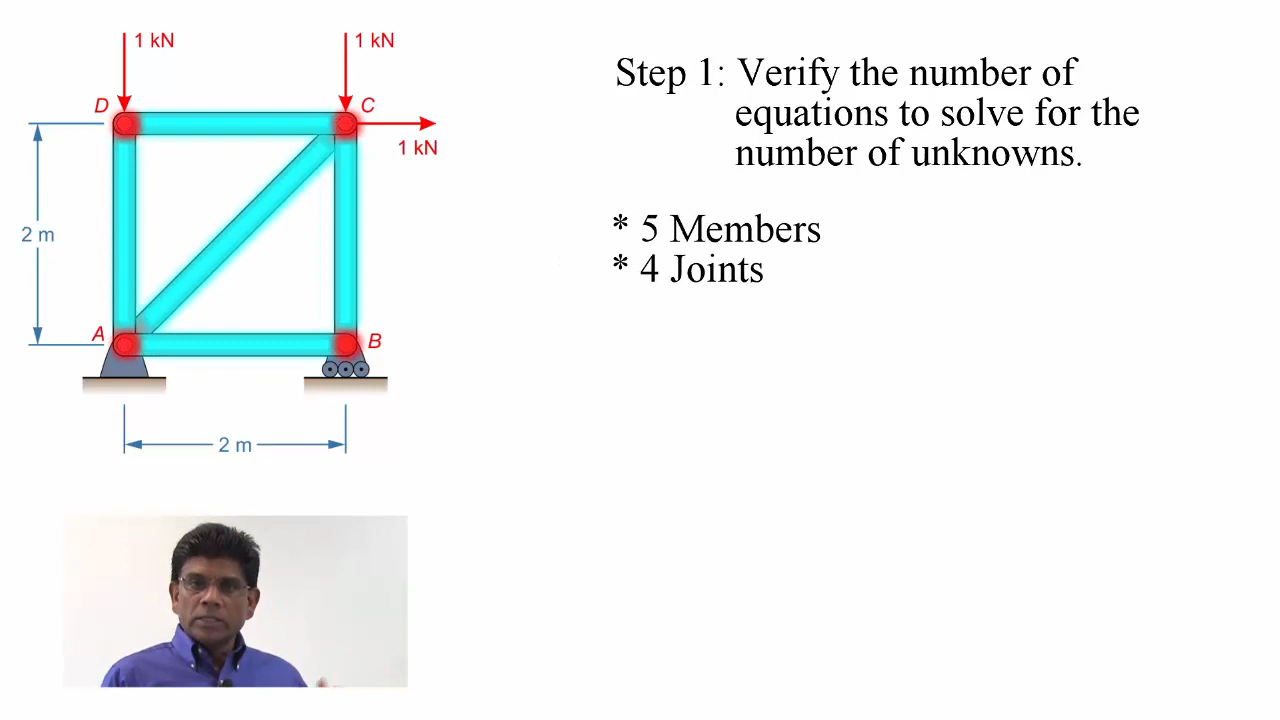 1 kN
1 kN
D
C
1 kN
2 m
A
B
2 m
Step 1: Verify the number of
equations to solve for the
number of unknowns.
* 5 Members
* 4 Joints